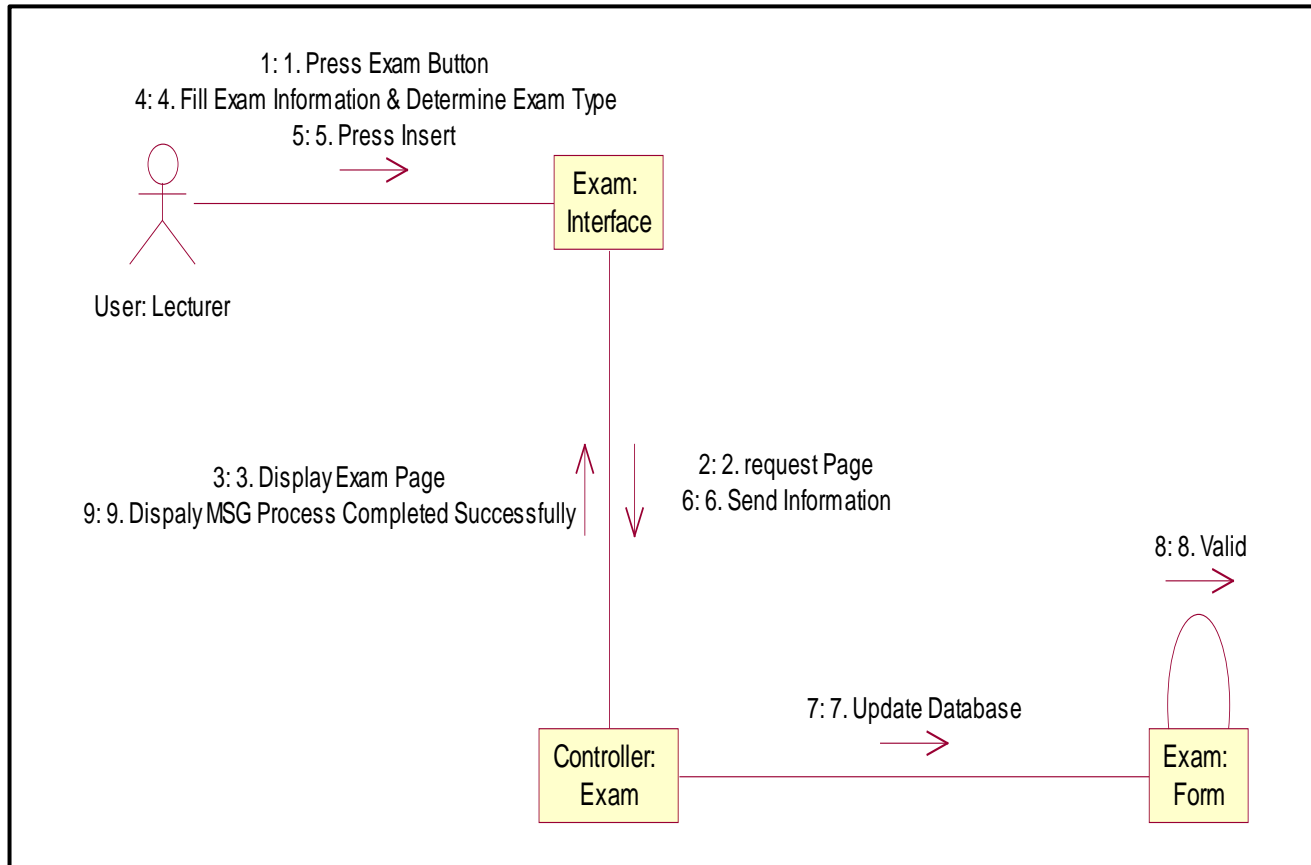 1: 1. Press Exam Button
4: 4. Fill Exam Information & Determine Exam Type
5: 5. Press Insert
Exam:
Interface
User: Lecturer
3: 3. Display Exam Page
9: 9. Dispaly MSG Process Completed Successfully
2: 2. request Page
6: 6. Send Information
8: 8. Valid
7: 7. Update Database
Controller:
Exam
Exam:
Form